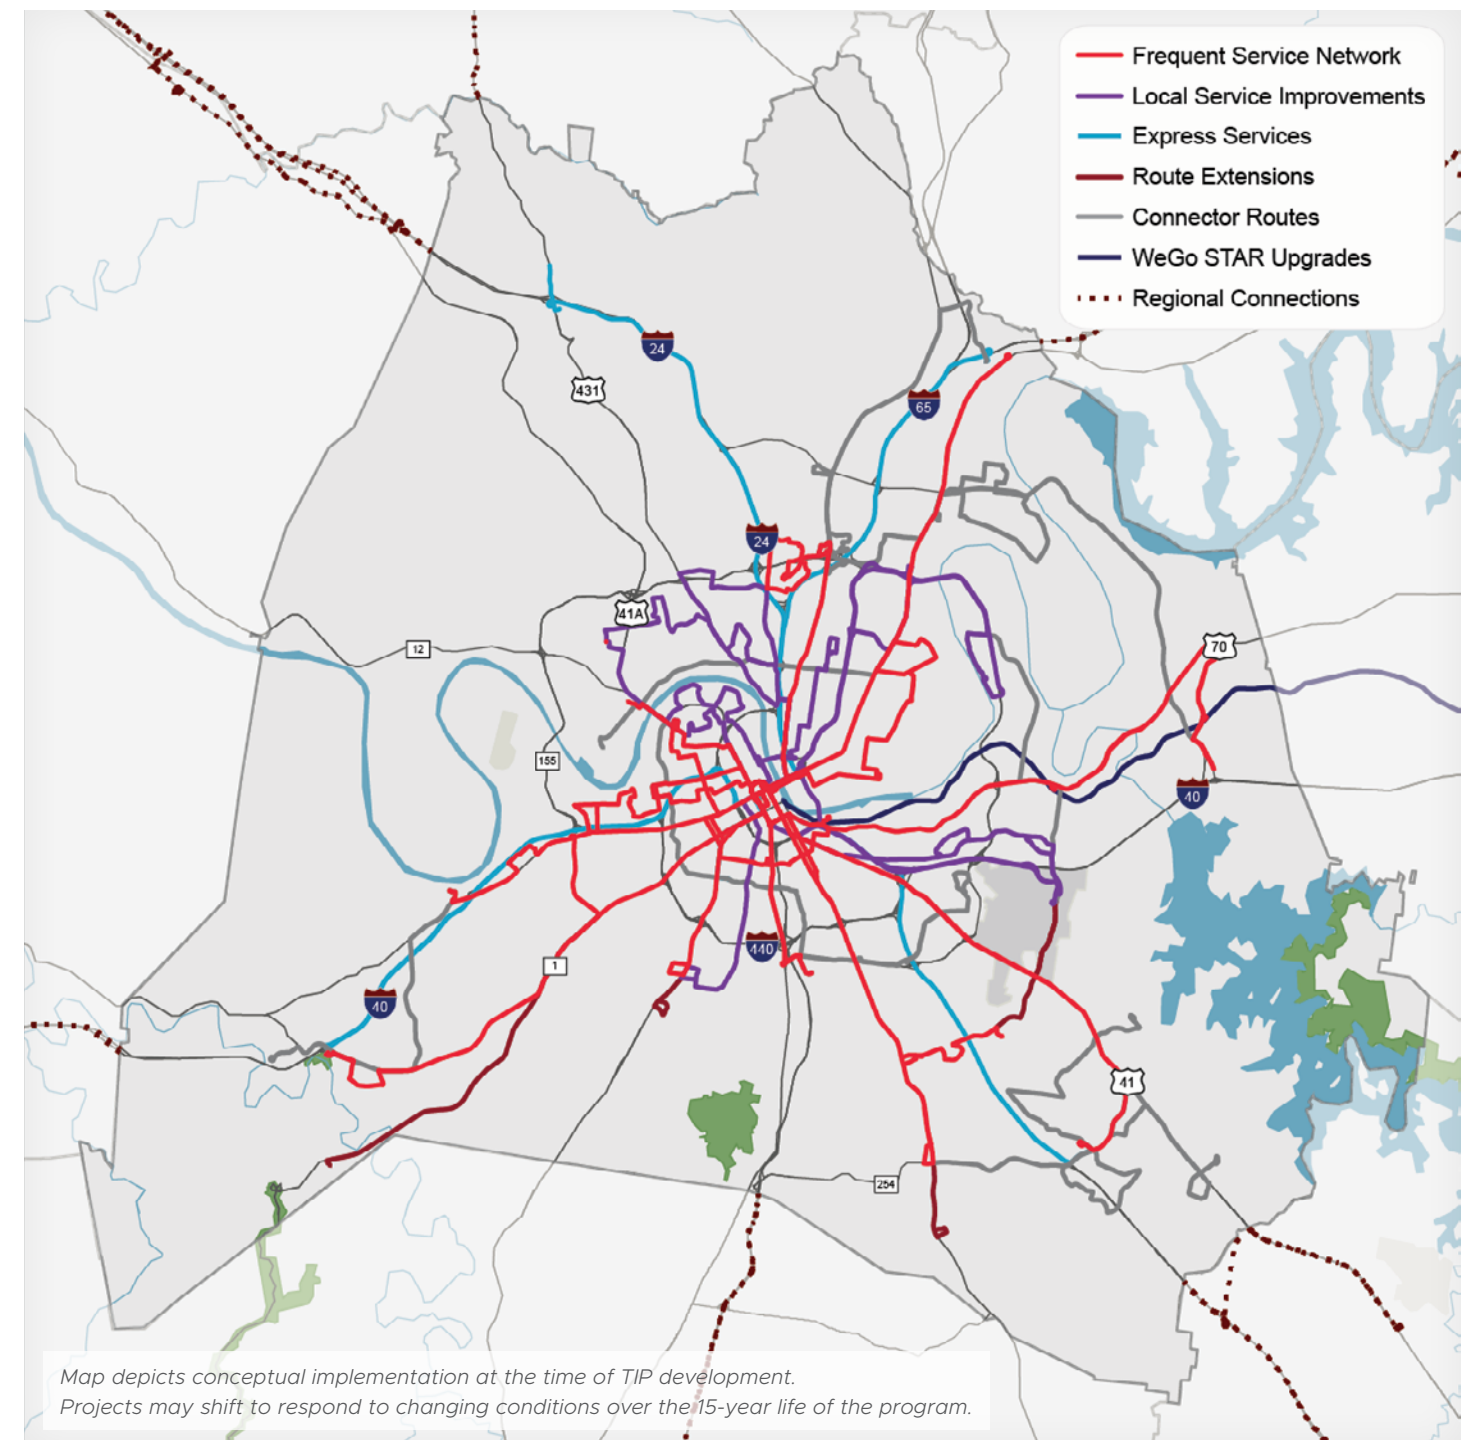 Frequent Service Network
Local Service Improvements
Express Services
Route Extensions
Connector Routes
WeGo STAR Upgrades
Regional Connections
24
431
65
24
41A
12
70
155
40
440
1
40
41
254
Map depicts conceptual implementation at the time of TIP development.
Projects may shift to respond to changing conditions over the 15-year life of the program.